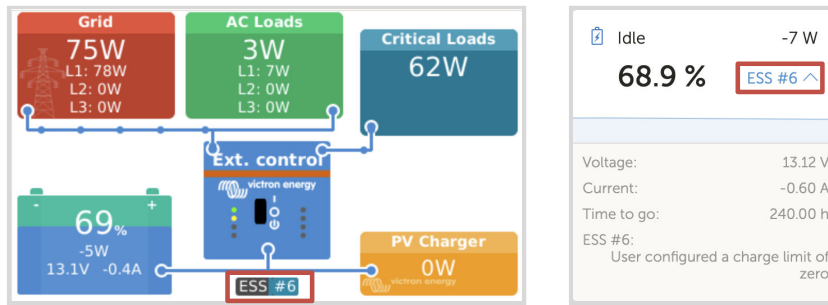 Grid
75W
L1: 78W
L2: 0W
L3: 0W
AC Loads
3W
L1: 7W
L2: 0W
L3: 0W
Critical Loads
62W
Ext. control
victron energy
I
O
- +
69%
-5W
13.1V -0.4A
PV Charger
0W
victron energy
ESS #6
Idle -7 W
68.9 % ESS #6
Voltage: 13.12 V
Current: -0.60 A
Time to go: 240.00 h
ESS #6:
User configured a charge limit of
zero